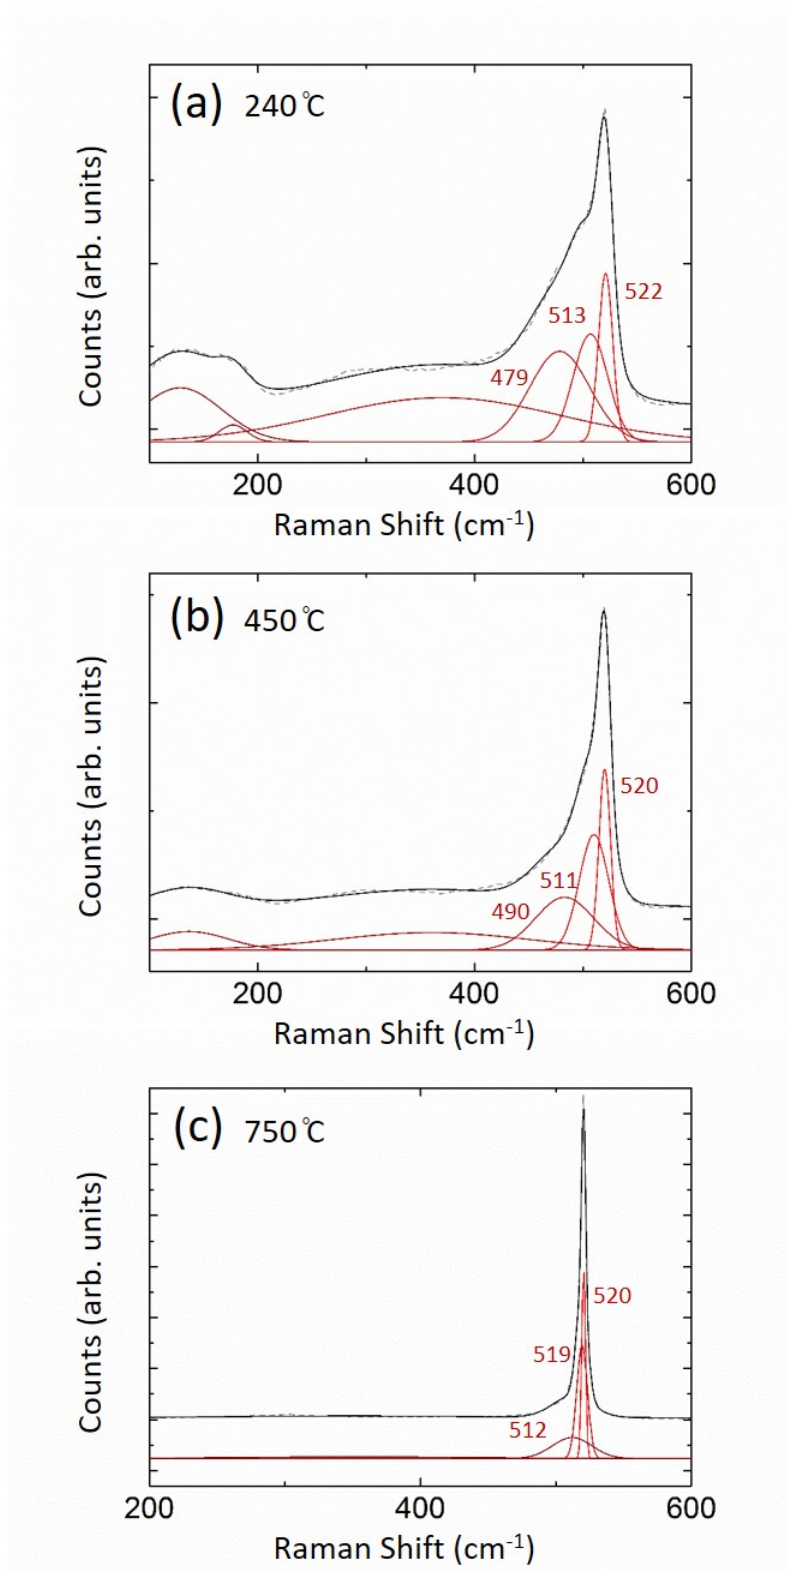 (a) 240℃
Counts (arb. units)
522
513
479
200 400 600
Raman Shift (cm-1)
(b) 450℃
Counts (arb. units)
520
511
490
200 400 600
Raman Shift (cm-1)
(c) 750℃
Counts (arb. units)
520
519
512
200 400 600
Raman Shift (cm-1)